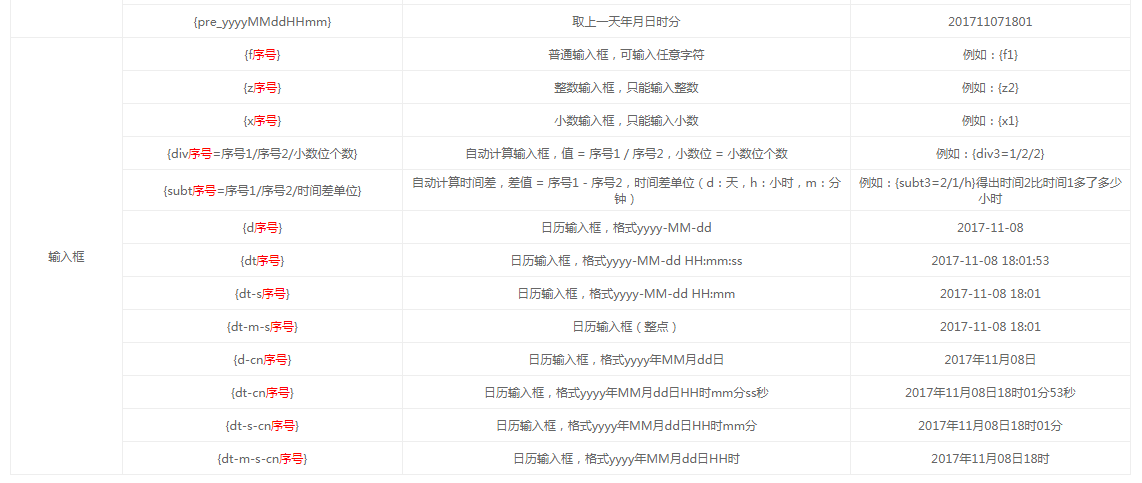 {pre_yyyyMMddHHmm} 取上一天年月日时分 201711071801
{f序号} 普通输入框，可输入任意字符 例如：{f1}
{z序号} 整数输入框，只能输入整数 例如：{z2}
{x序号} 小数输入框，只能输入小数 例如：{x1}
{div序号=序号1/序号2/小数位个数} 自动计算输入框，值 = 序号1 / 序号2，小数位 = 小数位个数 例如：{div3=1/2/2}
{subt序号=序号1/序号2/时间差单位} 自动计算时间差，差值 = 序号1 - 序号2，时间差单位（d：天，h：小时，m：分
钟） 例如：{subt3=2/1/h}得出时间2比时间1多了多少
小时
{d序号} 日历输入框，格式yyyy-MM-dd 2017-11-08
输入框 {dt序号} 日历输入框，格式yyyy-MM-dd HH:mm:ss 2017-11-08 18:01:53
{dt-s序号} 日历输入框，格式yyyy-MM-dd HH:mm 2017-11-08 18:01
{dt-m-s序号} 日历输入框（整点） 2017-11-08 18:01
{d-cn序号} 日历输入框，格式yyyy年MM月dd日 2017年11月08日
{dt-cn序号} 日历输入框，格式yyyy年MM月dd日HH时mm分ss秒 2017年11月08日18时01分53秒
{dt-s-cn序号} 日历输入框，格式yyyy年MM月dd日HH时mm分 2017年11月08日18时01分
{dt-m-s-cn序号} 日历输入框，格式yyyy年MM月dd日HH时 2017年11月08日18时